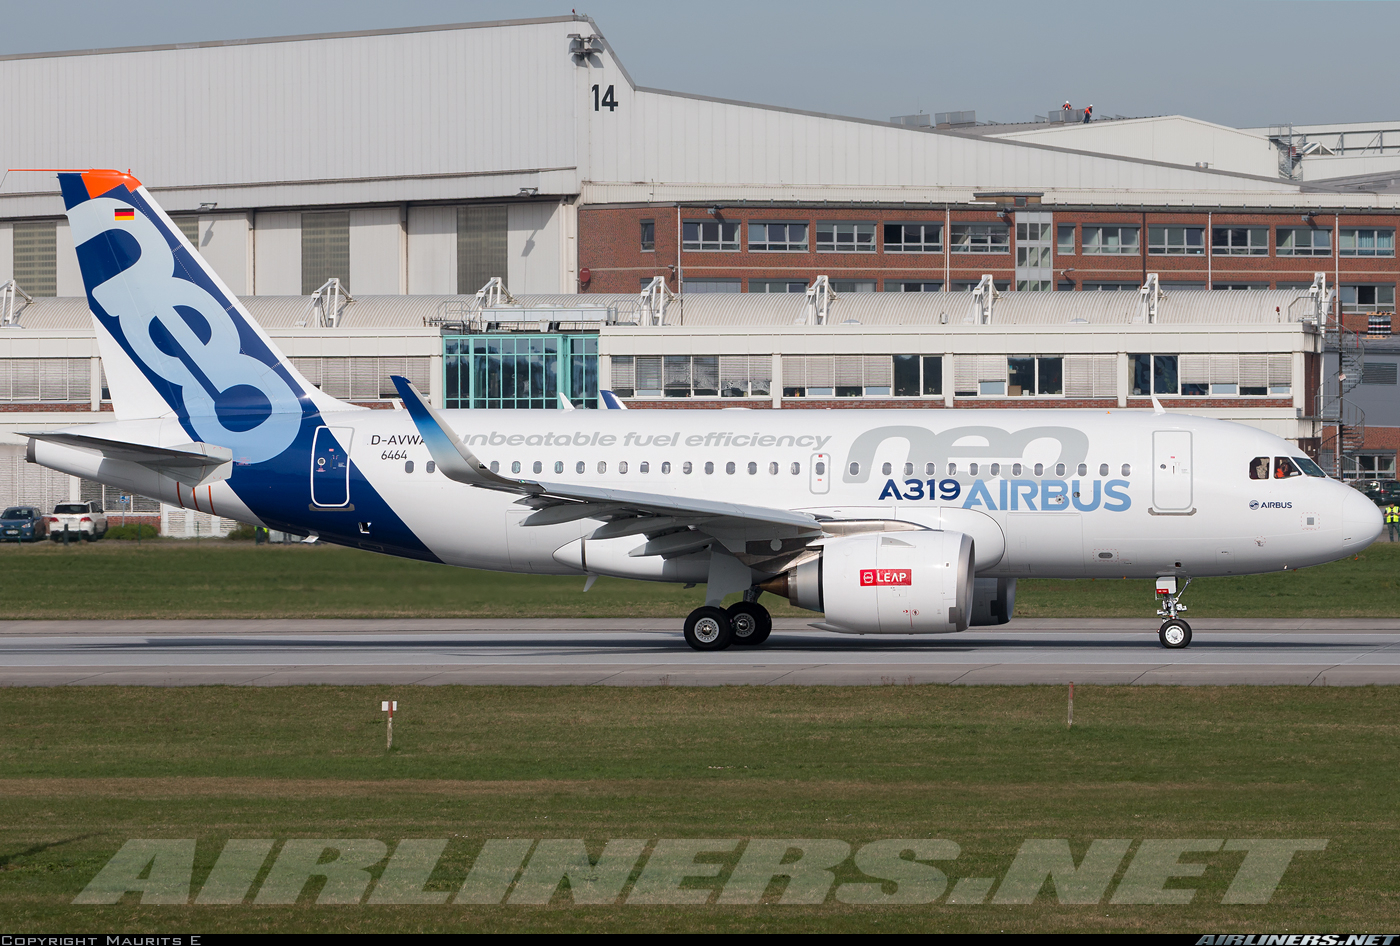 14
neo
D-AVWA
6464
unbeatable fuel efficiency
neo
A319 AIRBUS
AIRBUS
LEAP
AIRLINERS.NET
Copyright Maurits E
AIRLINERS.NET